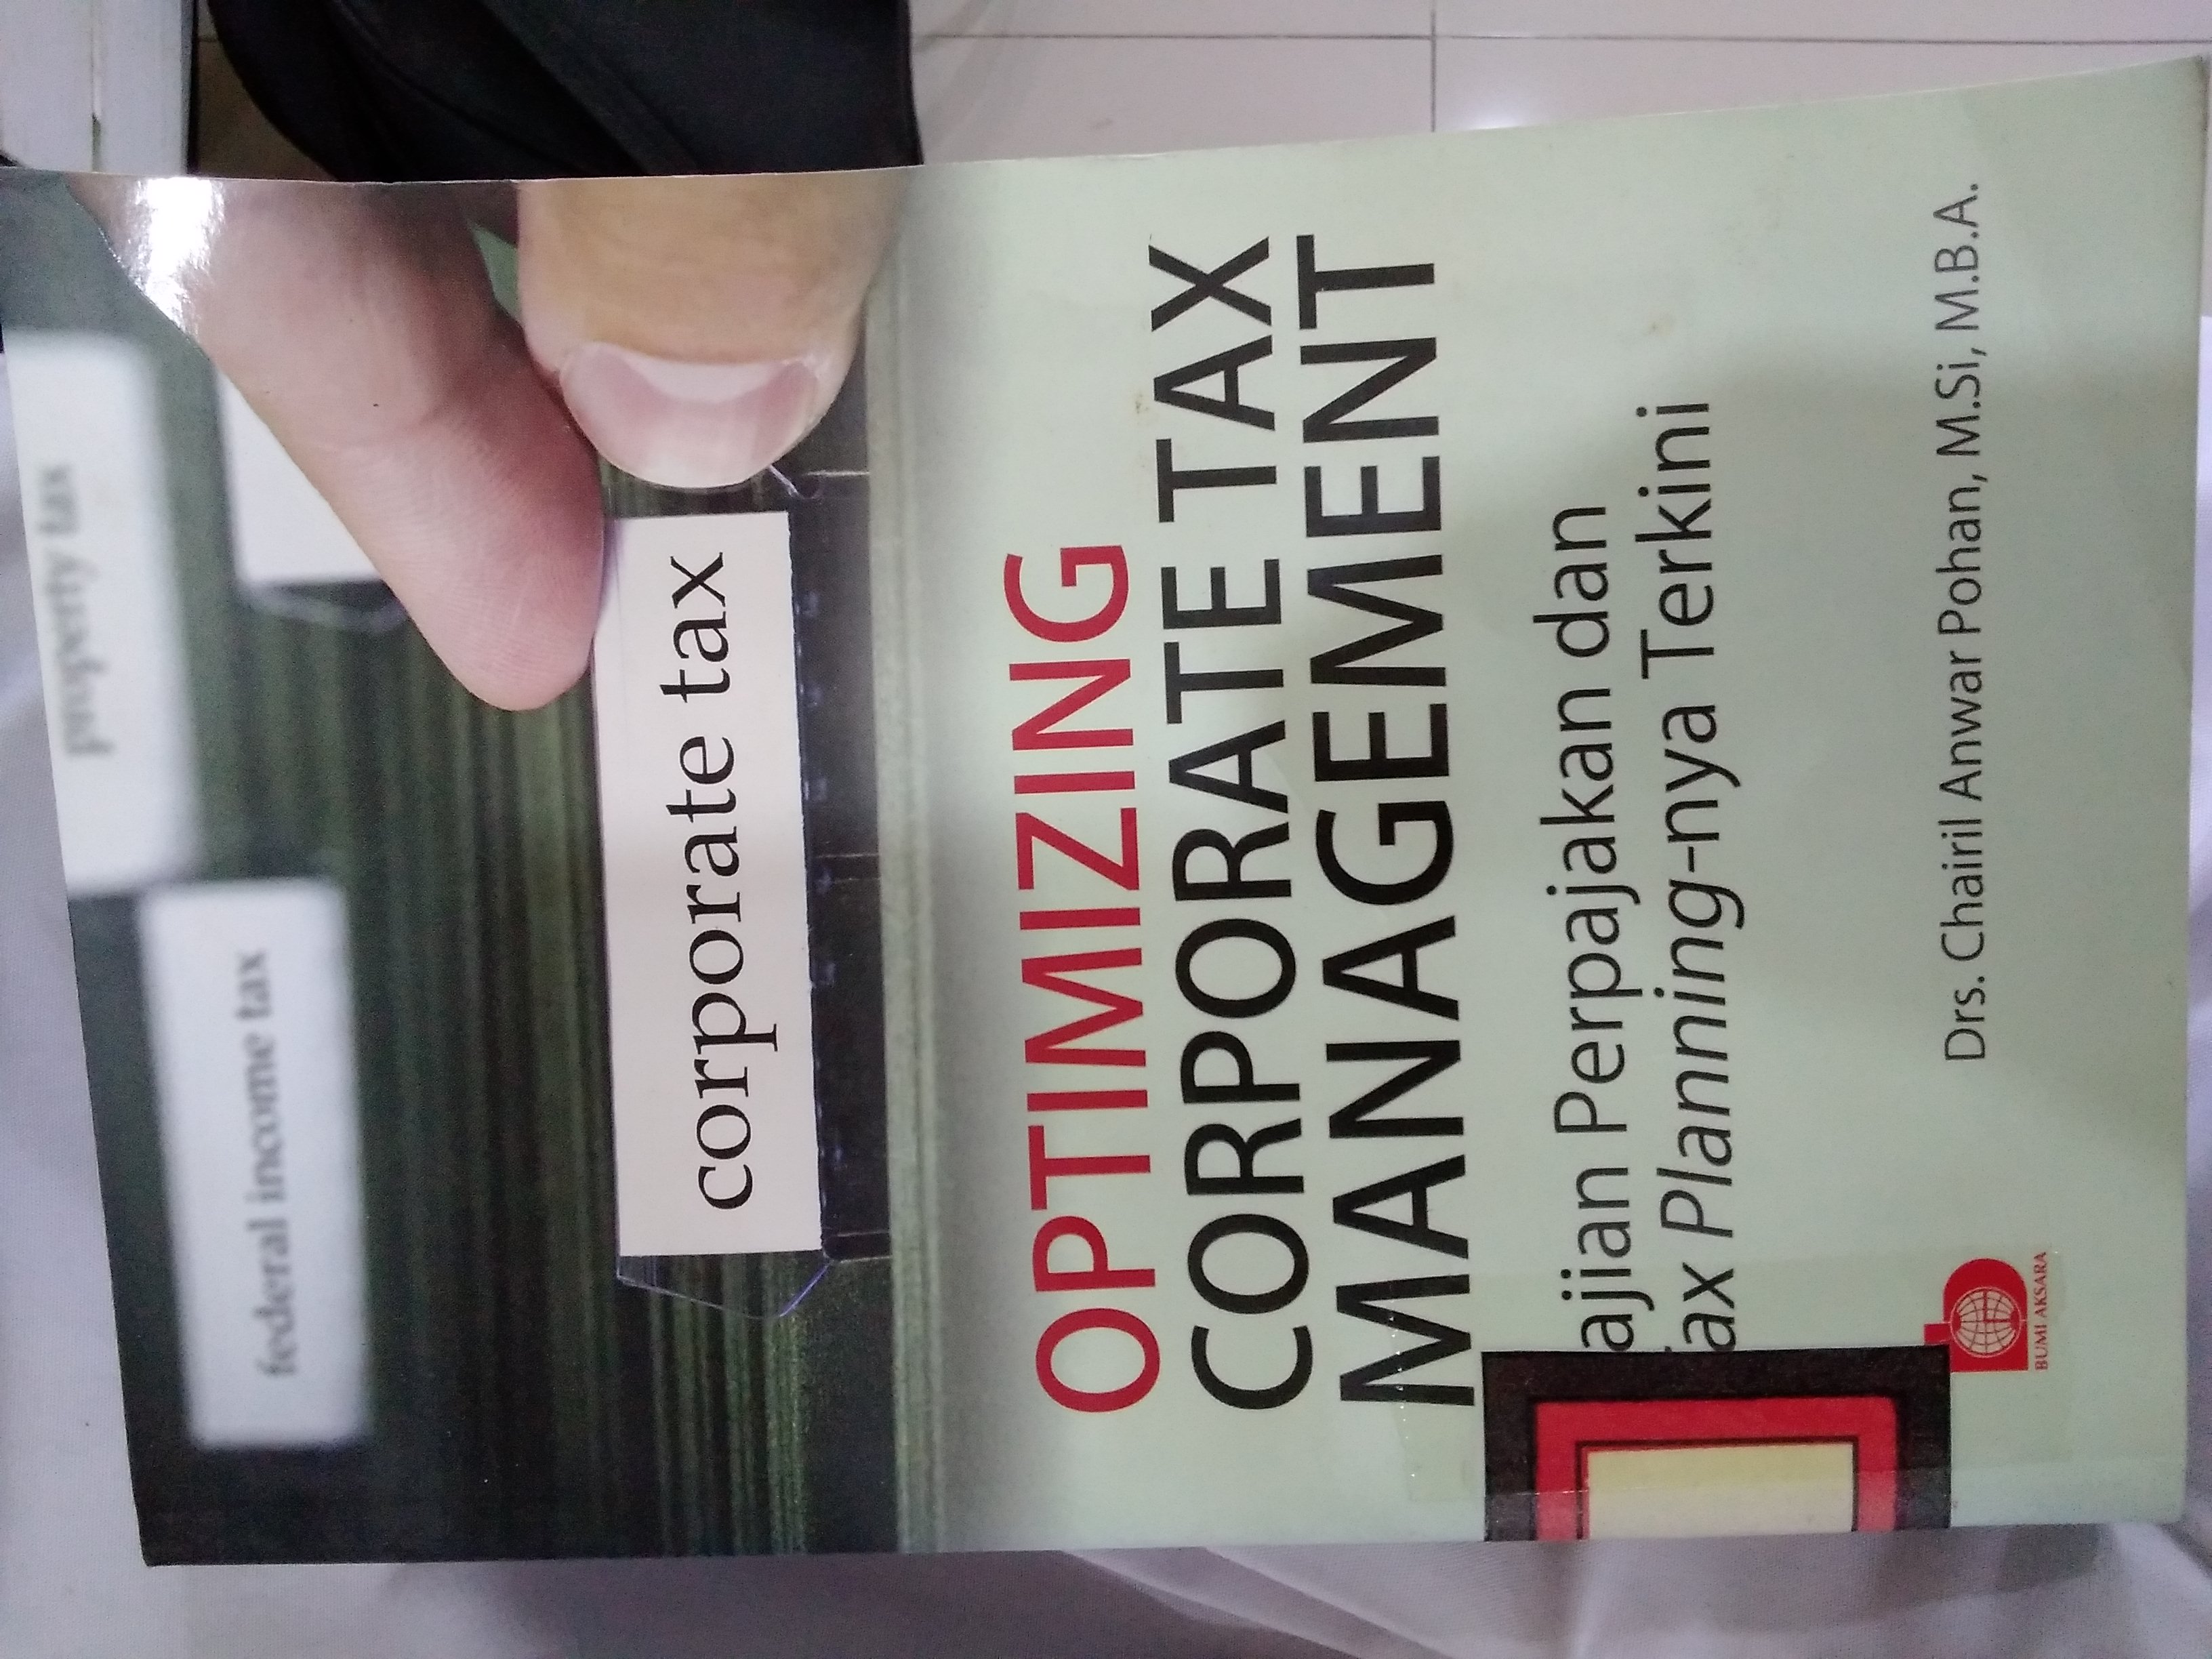 property tax
federal income tax
corporate tax
OPTIMIZING
CORPORATE TAX
MANAGEMENT
ajian Perpajakan dan
ax Planning-nya Terkini
Drs. Chairil Anwar Pohan, M.Si, M.B.A.
BUMI AKSARA